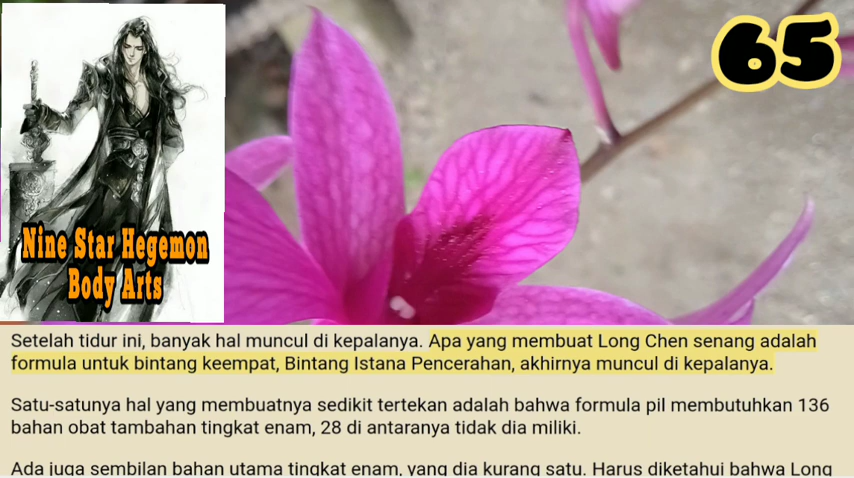 65
Nine Star Hegemon
Body Arts
Setelah tidur ini, banyak hal muncul di kepalanya. Apa yang membuat Long Chen senang adalah
formula untuk bintang keempat, Bintang Istana Pencerahan, akhirnya muncul di kepalanya.
Satu-satunya hal yang membuatnya sedikit tertekan adalah bahwa formula pil membutuhkan 136
bahan obat tambahan tingkat enam, 28 di antaranya tidak dia miliki.
Ada juga sembilan bahan utama tingkat enam, yang dia kurang satu. Harus diketahui bahwa Long